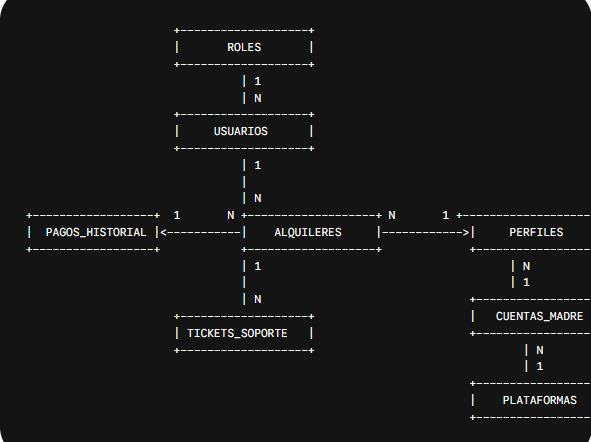 ROLES
1
N
USUARIOS
1
N
1 N N 1
PAGOS_HISTORIAL ALQUILERES PERFILES
1 N
1
N CUENTAS_MADRE
TICKETS_SOPORTE
N
1
PLATAFORMAS